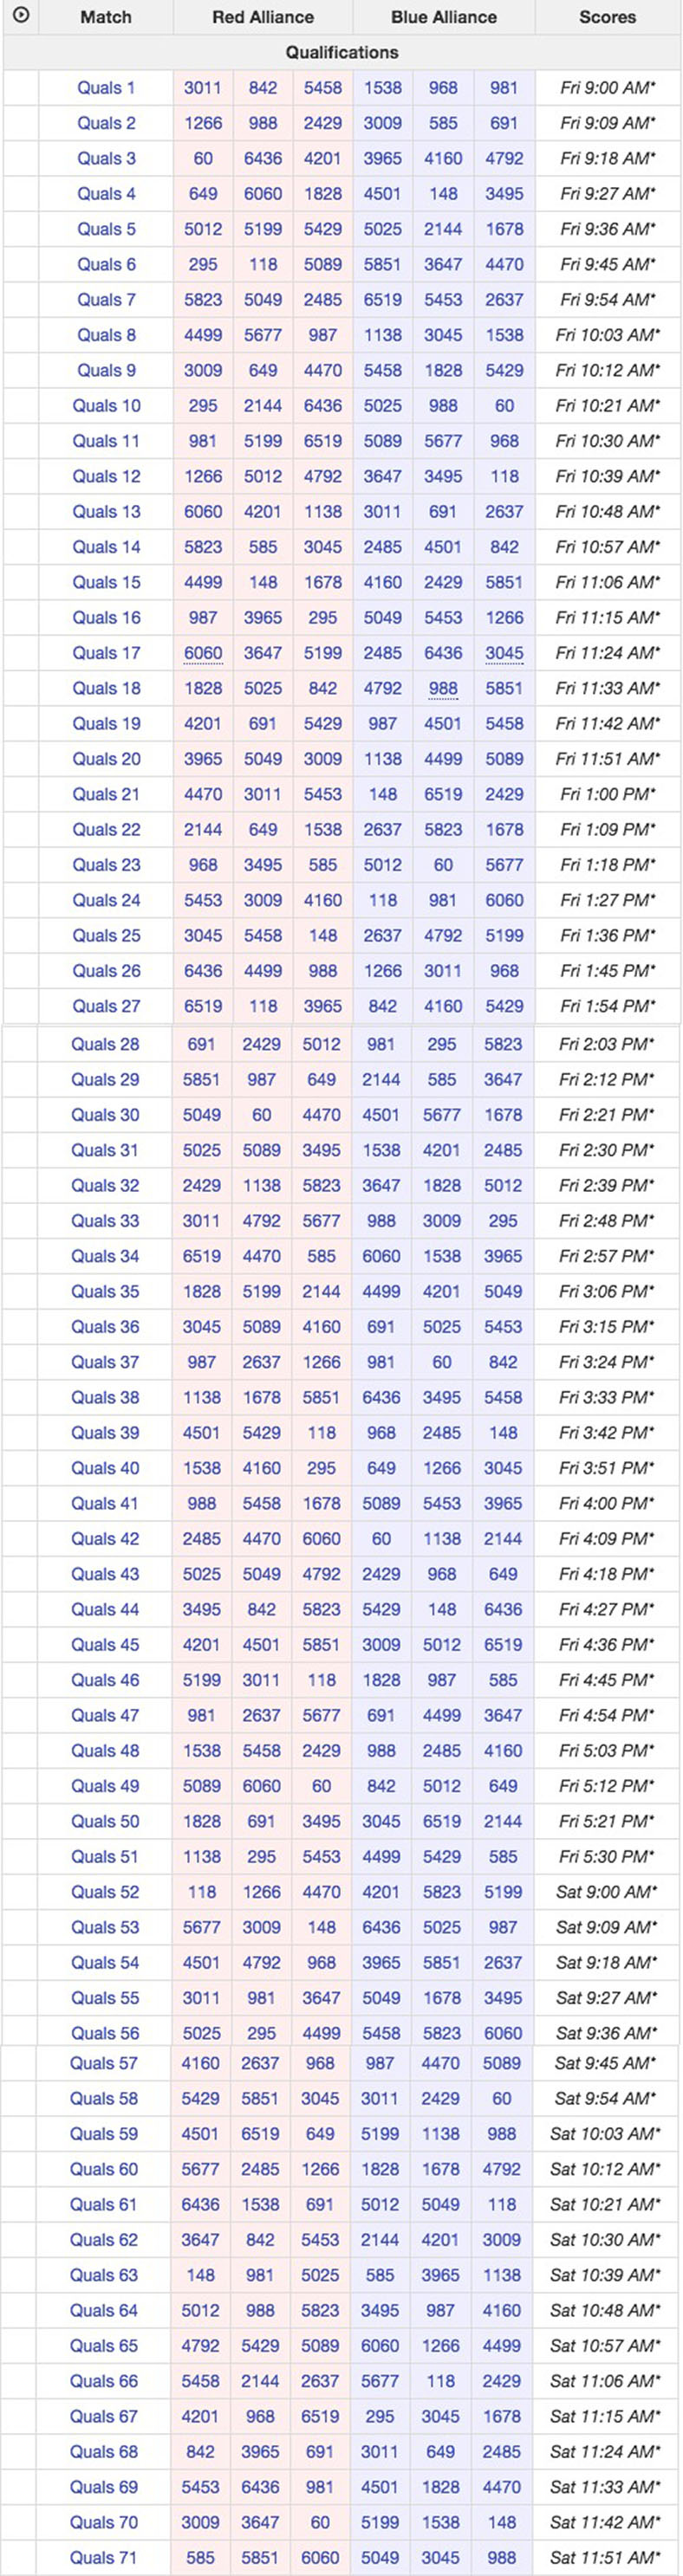 Match Red Alliance Blue Alliance Scores
Qualifications
Quals 1 3011 842 5458 1538 968 981 Fri 9:00 AM*
Quals 2 1266 988 2429 3009 585 691 Fri 9:09 AM*
Quals 3 60 6436 4201 3965 4160 4792 Fri 9:18 AM*
Quals 4 649 6060 1828 4501 148 3495 Fri 9:27 AM*
Quals 5 5012 5199 5429 5025 2144 1678 Fri 9:36 AM*
Quals 6 295 118 5089 5851 3647 4470 Fri 9:45 AM*
Quals 7 5823 5049 2485 6519 5453 2637 Fri 9:54 AM*
Quals 8 4499 5677 987 1138 3045 1538 Fri 10:03 AM*
Quals 9 3009 649 4470 5458 1828 5429 Fri 10:12 AM*
Quals 10 295 2144 6436 5025 988 60 Fri 10:21 AM*
Quals 11 981 5199 6519 5089 5677 968 Fri 10:30 AM*
Quals 12 1266 5012 4792 3647 3495 118 Fri 10:39 AM*
Quals 13 6060 4201 1138 3011 691 2637 Fri 10:48 AM*
Quals 14 5823 585 3045 2485 4501 842 Fri 10:57 AM*
Quals 15 4499 148 1678 4160 2429 5851 Fri 11:06 AM*
Quals 16 987 3965 295 5049 5453 1266 Fri 11:15 AM*
Quals 17 6060 3647 5199 2485 6436 3045 Fri 11:24 AM*
Quals 18 1828 5025 842 4792 988 5851 Fri 11:33 AM*
Quals 19 4201 691 5429 987 4501 5458 Fri 11:42 AM*
Quals 20 3965 5049 3009 1138 4499 5089 Fri 11:51 AM*
Quals 21 4470 3011 5453 148 6519 2429 Fri 1:00 PM*
Quals 22 2144 649 1538 2637 5823 1678 Fri 1:09 PM*
Quals 23 968 3495 585 5012 60 5677 Fri 1:18 PM*
Quals 24 5453 3009 4160 118 981 6060 Fri 1:27 PM*
Quals 25 3045 5458 148 2637 4792 5199 Fri 1:36 PM*
Quals 26 6436 4499 988 1266 3011 968 Fri 1:45 PM*
Quals 27 6519 118 3965 842 4160 5429 Fri 1:54 PM*
Quals 28 691 2429 5012 981 295 5823 Fri 2:03 PM*
Quals 29 5851 987 649 2144 585 3647 Fri 2:12 PM*
Quals 30 5049 60 4470 4501 5677 1678 Fri 2:21 PM*
Quals 31 5025 5089 3495 1538 4201 2485 Fri 2:30 PM*
Quals 32 2429 1138 5823 3647 1828 5012 Fri 2:39 PM*
Quals 33 3011 4792 5677 988 3009 295 Fri 2:48 PM*
Quals 34 6519 4470 585 6060 1538 3965 Fri 2:57 PM*
Quals 35 1828 5199 2144 4499 4201 5049 Fri 3:06 PM*
Quals 36 3045 5089 4160 691 5025 5453 Fri 3:15 PM*
Quals 37 987 2637 1266 981 60 842 Fri 3:24 PM*
Quals 38 1138 1678 5851 6436 3495 5458 Fri 3:33 PM*
Quals 39 4501 5429 118 968 2485 148 Fri 3:42 PM*
Quals 40 1538 4160 295 649 1266 3045 Fri 3:51 PM*
Quals 41 988 5458 1678 5089 5453 3965 Fri 4:00 PM*
Quals 42 2485 4470 6060 60 1138 2144 Fri 4:09 PM*
Quals 43 5025 5049 4792 2429 968 649 Fri 4:18 PM*
Quals 44 3495 842 5823 5429 148 6436 Fri 4:27 PM*
Quals 45 4201 4501 5851 3009 5012 6519 Fri 4:36 PM*
Quals 46 5199 3011 118 1828 987 585 Fri 4:45 PM*
Quals 47 981 2637 5677 691 4499 3647 Fri 4:54 PM*
Quals 48 1538 5458 2429 988 2485 4160 Fri 5:03 PM*
Quals 49 5089 6060 60 842 5012 649 Fri 5:12 PM*
Quals 50 1828 691 3495 3045 6519 2144 Fri 5:21 PM*
Quals 51 1138 295 5453 4499 5429 585 Fri 5:30 PM*
Quals 52 118 1266 4470 4201 5823 5199 Sat 9:00 AM*
Quals 53 5677 3009 148 6436 5025 987 Sat 9:09 AM*
Quals 54 4501 4792 968 3965 5851 2637 Sat 9:18 AM*
Quals 55 3011 981 3647 5049 1678 3495 Sat 9:27 AM*
Quals 56 5025 295 4499 5458 5823 6060 Sat 9:36 AM*
Quals 57 4160 2637 968 987 4470 5089 Sat 9:45 AM*
Quals 58 5429 5851 3045 3011 2429 60 Sat 9:54 AM*
Quals 59 4501 6519 649 5199 1138 988 Sat 10:03 AM*
Quals 60 5677 2485 1266 1828 1678 4792 Sat 10:12 AM*
Quals 61 6436 1538 691 5012 5049 118 Sat 10:21 AM*
Quals 62 3647 842 5453 2144 4201 3009 Sat 10:30 AM*
Quals 63 148 981 5025 585 3965 1138 Sat 10:39 AM*
Quals 64 5012 988 5823 3495 987 4160 Sat 10:48 AM*
Quals 65 4792 5429 5089 6060 1266 4499 Sat 10:57 AM*
Quals 66 5458 2144 2637 5677 118 2429 Sat 11:06 AM*
Quals 67 4201 968 6519 295 3045 1678 Sat 11:15 AM*
Quals 68 842 3965 691 3011 649 2485 Sat 11:24 AM*
Quals 69 5453 6436 981 4501 1828 4470 Sat 11:33 AM*
Quals 70 3009 3647 60 5199 1538 148 Sat 11:42 AM*
Quals 71 585 5851 6060 5049 3045 988 Sat 11:51 AM*